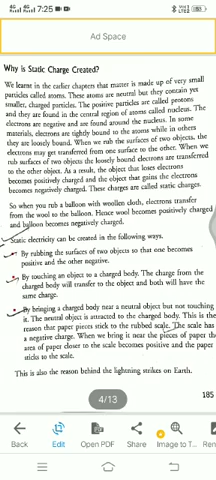 4G 4G 7:25
Ad Space
Why is Static Charge Created?
We learnt in the earlier chapters that matter is made up of very small
particles called atoms. These atoms are neutral but they contain yet
smaller, charged particles. The positive particles are called protons
and they are found in the central region of atoms called nucleus. The
electrons are negative and are found around the nucleus. In some
materials, electrons are tightly bound to the atoms while in others
they are loosely bound. When we rub the surfaces of two objects, the
electrons may get transferred from one surface to the other. When we
rub surfaces of two objects the loosely bound electrons are transferred
to the other object. As a result, the object that loses electrons
becomes positively charged and the object that gains the electrons
becomes negatively charged. These charges are called static charges.
So when you rub a balloon with woollen cloth, electrons transfer
from the wool to the balloon. Hence wool becomes positively charged
and balloon becomes negatively charged.
Static electricity can be created in the following ways.
By rubbing the surfaces of two objects so that one becomes
positive and the other negative.
By touching an object to a charged body. The charge from the
charged body will transfer to the object and both will have the
same charge.
By bringing a charged body near a neutral object but not touching
it. The neutral object is attracted to the charged body. This is the
reason that paper pieces stick to the rubbed scale. The scale has
a negative charge. When we bring it near the pieces of paper the
area of paper closer to the scale becomes positive and the paper
sticks to the scale.
This is also the reason behind the lightning strikes on Earth.
4/13
185
Back
Edit
Open PDF
Share
Image to T...
Ren